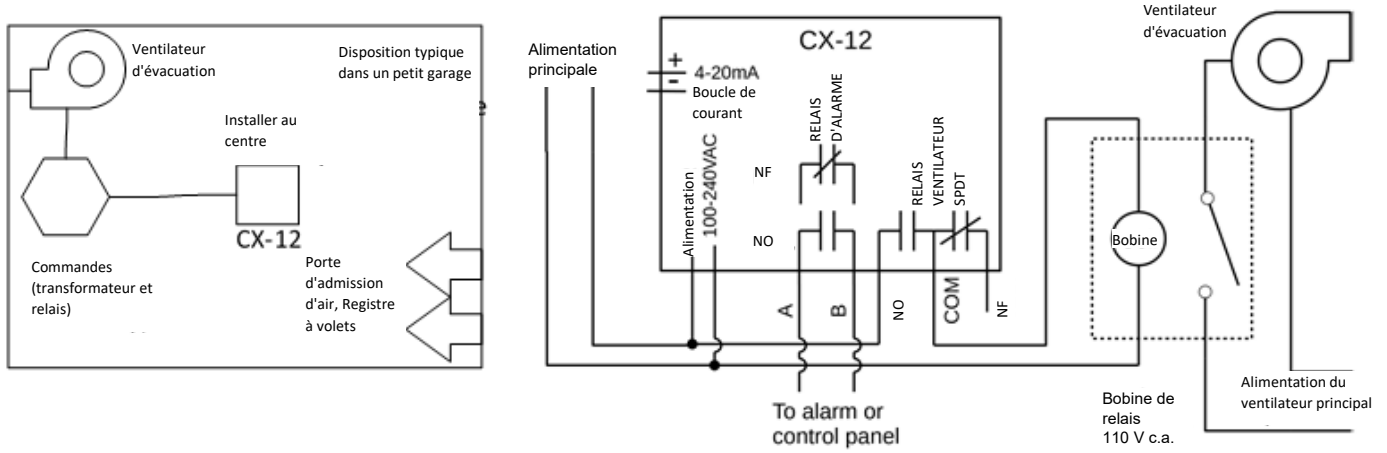 Ventilateur
d'évacuation
Disposition typique
dans un petit garage
Installer au
centre
CX-12
Commandes
(transformateur et
relais)
Porte
d'admission
d'air, Registre
à volets
Alimentation
principale
CX-12
+
-
4-20mA
Boucle de
courant
Alimentation
100-240VAC
RELAIS
D'ALARME
NF
NO
RELAIS
VENTILATEUR
SPDT
A
B
NO
COM
NF
To alarm or
control panel
Ventilateur
d'évacuation
Bobine
Bobine de
relais
110 V c.a.
Alimentation du
ventilateur principal